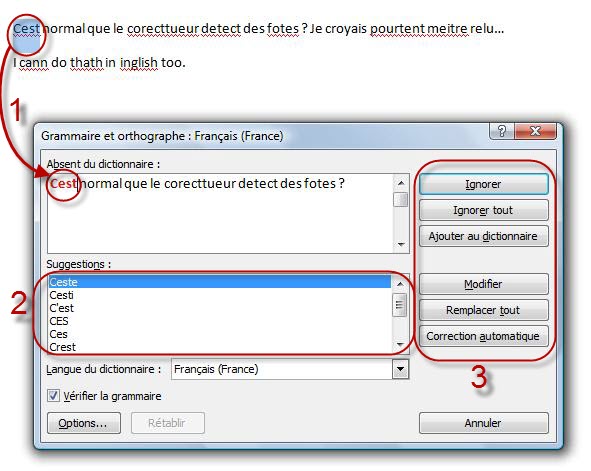 Cest normal que le corecttueur detect des fotes ? Je croyais pourtent meitre relu...
I cann do thath in inglish too.
1
Grammaire et orthographe : Français (France)
Absent du dictionnaire :
Cest normal que le corecttueur detect des fotes ?
Ignorer
Ignorer tout
Ajouter au dictionnaire
Suggestions :
2
Ceste
Cesti
C'est
CES
Ces
Crest
Modifier
Remplacer tout
Correction automatique
3
Langue du dictionnaire : Français (France)
Vérifier la grammaire
Options... Rétablir Annuler